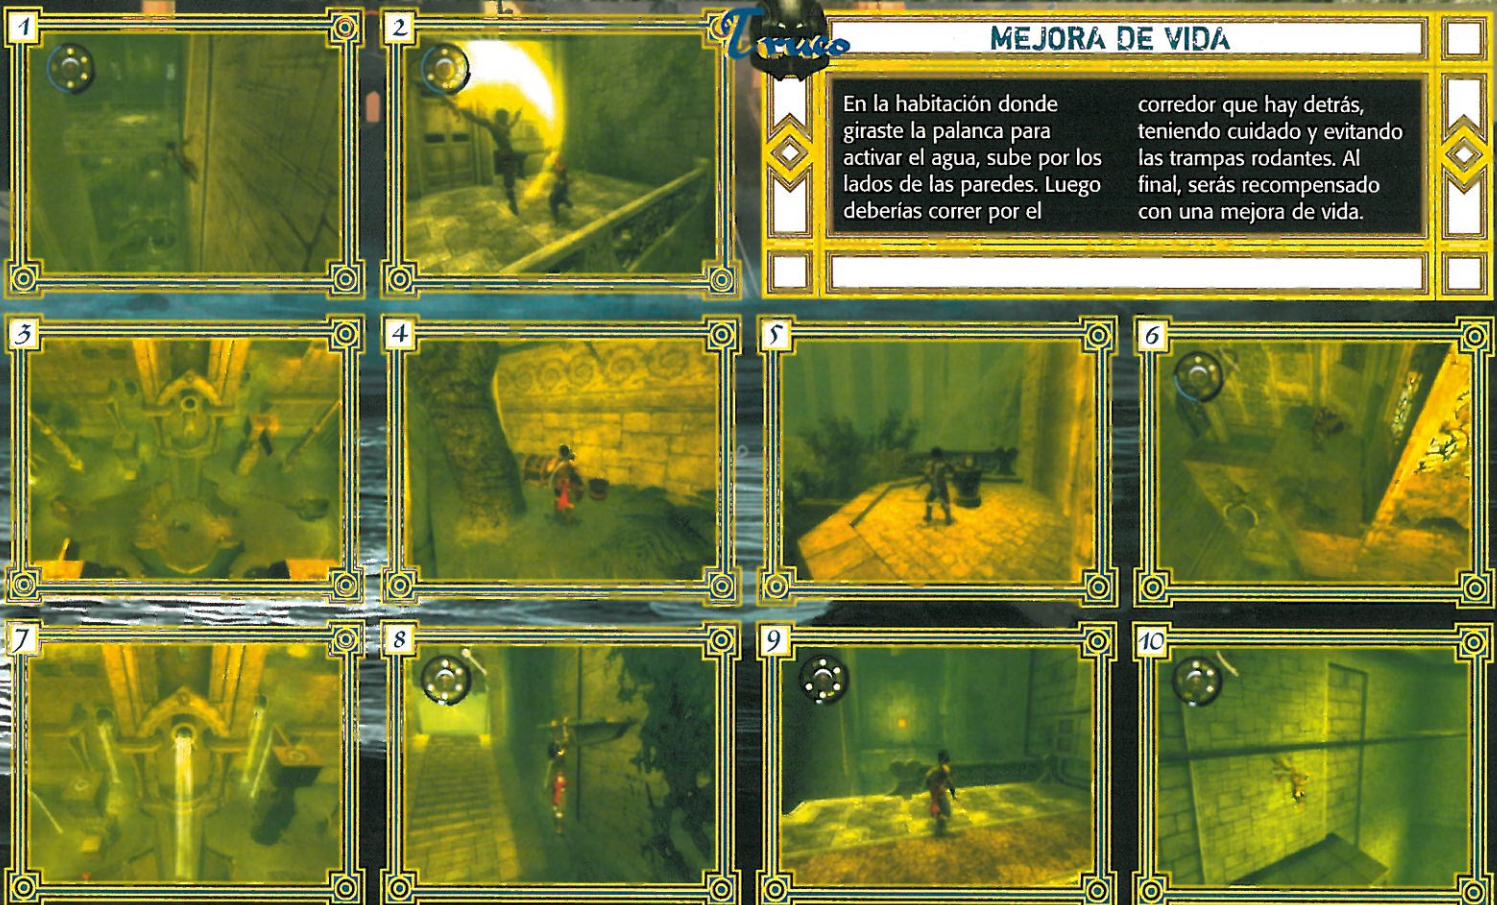 1
2
Truco
MEJORA DE VIDA
En la habitación donde
giraste la palanca para
activar el agua, sube por los
lados de las paredes. Luego
deberías correr por el
corredor que hay detrás,
teniendo cuidado y evitando
las trampas rodantes. Al
final, serás recompensado
con una mejora de vida.
3
4
5
6
7
8
9
10